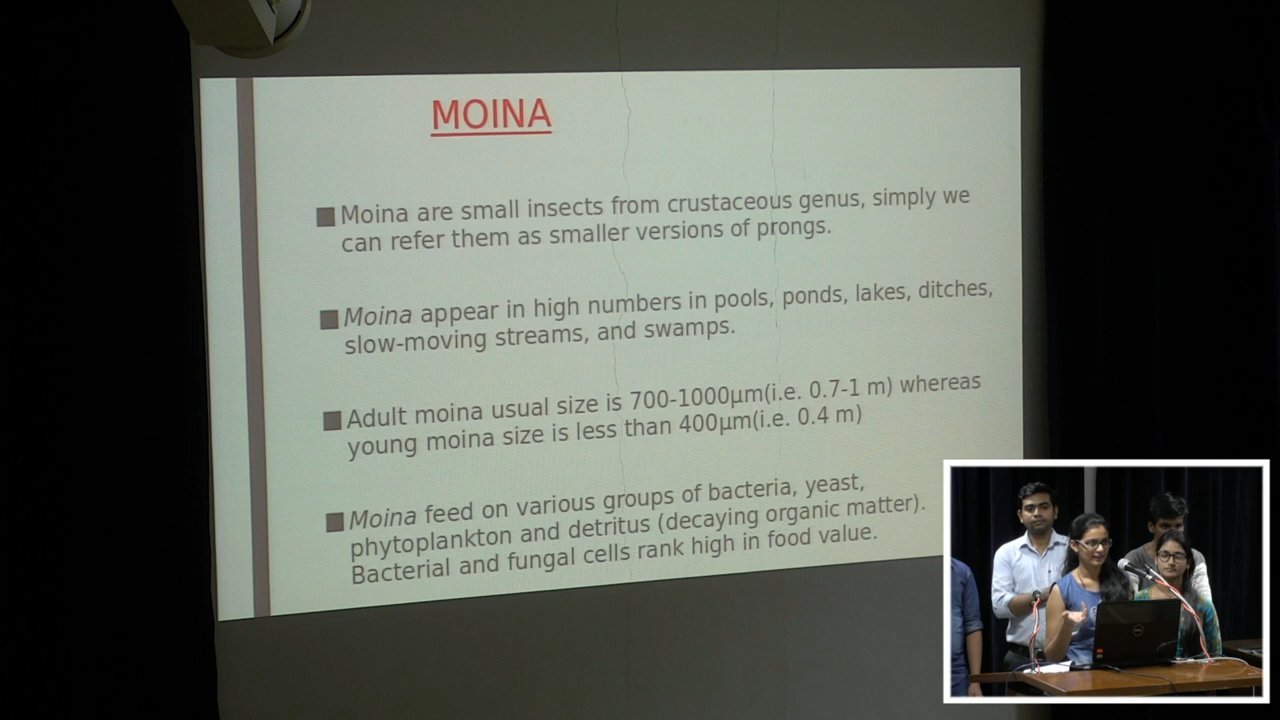 MOINA
Moina are small insects from crustaceous genus, simply we
can refer them as smaller versions of prongs.
Moina appear in high numbers in pools, ponds, lakes, ditches,
slow-moving streams, and swamps.
Adult moina usual size is 700-1000μm(i.e. 0.7-1 m) whereas
young moina size is less than 400μm(i.e. 0.4 m)
Moina feed on various groups of bacteria, yeast,
phytoplankton and detritus (decaying organic matter).
Bacterial and fungal cells rank high in food value.